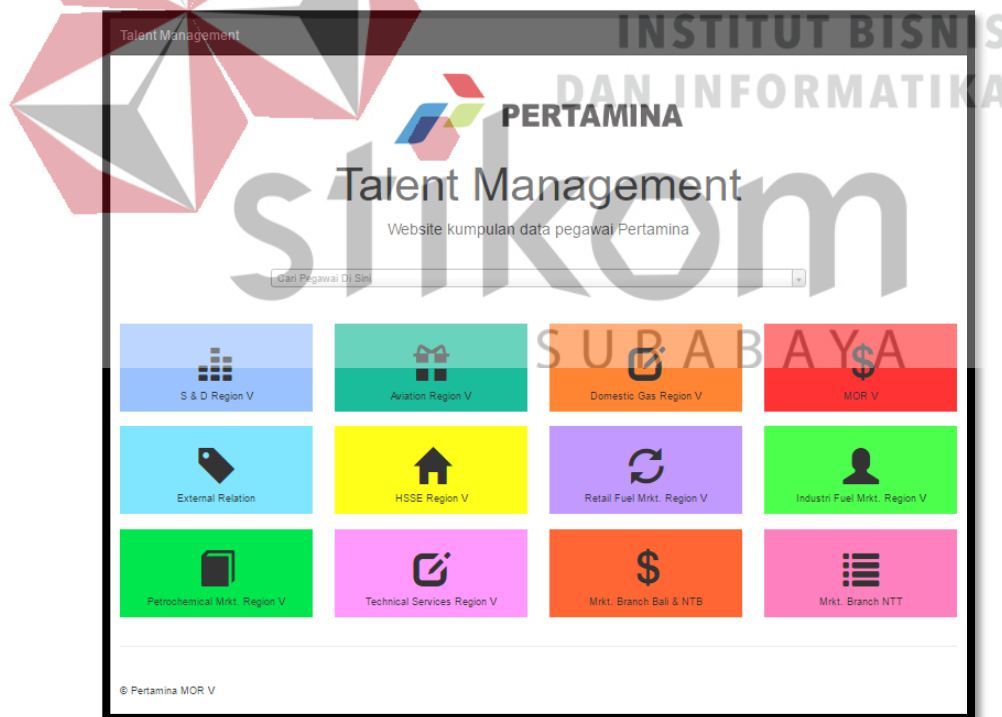 INSTITUT BISNIS
DAN INFORMATIKA
stikom
SURABAYA
Talent Management
PERTAMINA
Talent Management
Website kumpulan data pegawai Pertamina
Cari Pegawai Di Sini
S & D Region V
Aviation Region V
Domestic Gas Region V
MOR V
External Relation
HSSE Region V
Retail Fuel Mrkt. Region V
Industri Fuel Mrkt. Region V
Petrochemical Mrkt. Region V
Technical Services Region V
Mrkt. Branch Bali & NTB
Mrkt. Branch NTT
© Pertamina MOR V